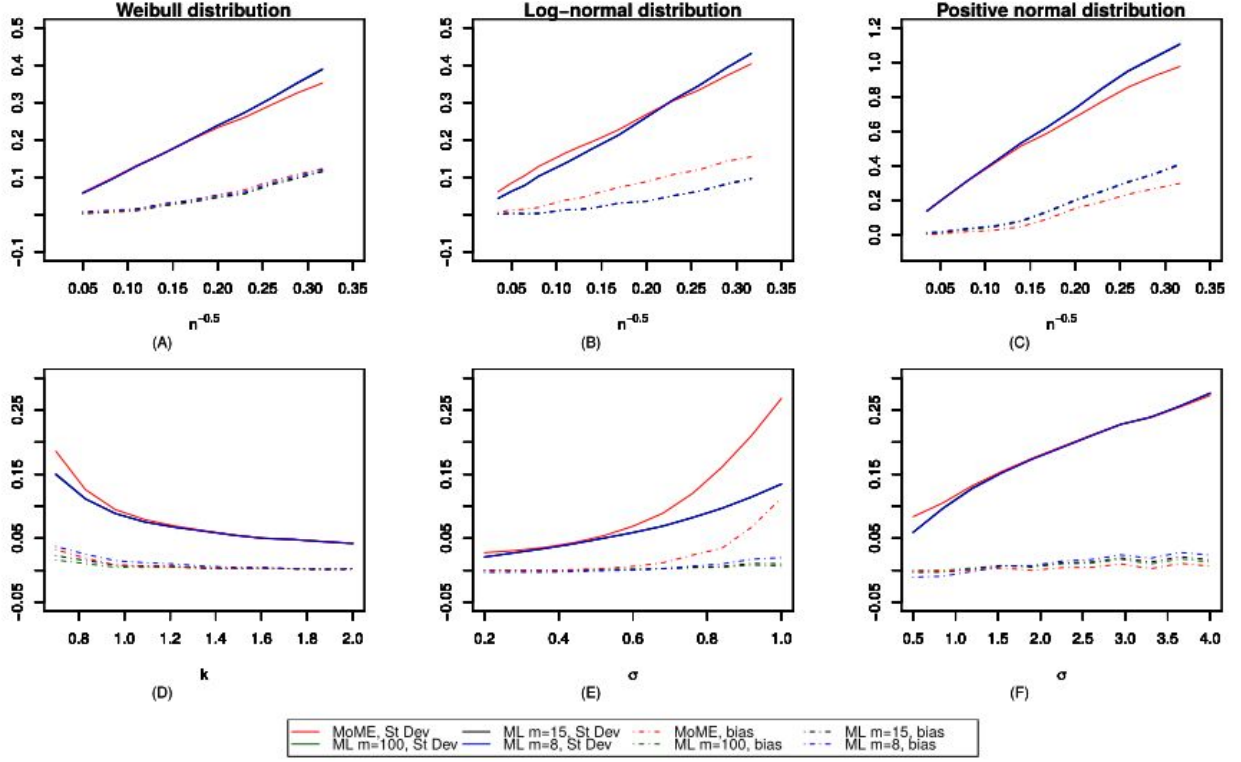 Weibull distribution
Log−normal distribution
Positive normal distribution
0.5
0.4
0.3
0.2
0.1
−0.1
0.05 0.10 0.15 0.20 0.25 0.30 0.35
n−0.5
(A)
0.5
0.4
0.3
0.2
0.1
−0.1
0.05 0.10 0.15 0.20 0.25 0.30 0.35
n−0.5
(B)
1.2
1.0
0.8
0.6
0.4
0.2
0.0
0.05 0.10 0.15 0.20 0.25 0.30 0.35
n−0.5
(C)
0.25
0.15
0.05
−0.05
0.8 1.0 1.2 1.4 1.6 1.8 2.0
k
(D)
0.25
0.15
0.05
−0.05
0.2 0.4 0.6 0.8 1.0
σ
(E)
0.25
0.15
0.05
−0.05
0.5 1.0 1.5 2.0 2.5 3.0 3.5 4.0
σ
(F)
MoME, St Dev ML m=15, St Dev MoME, bias ML m=15, bias
ML m=100, St Dev ML m=8, St Dev ML m=100, bias ML m=8, bias